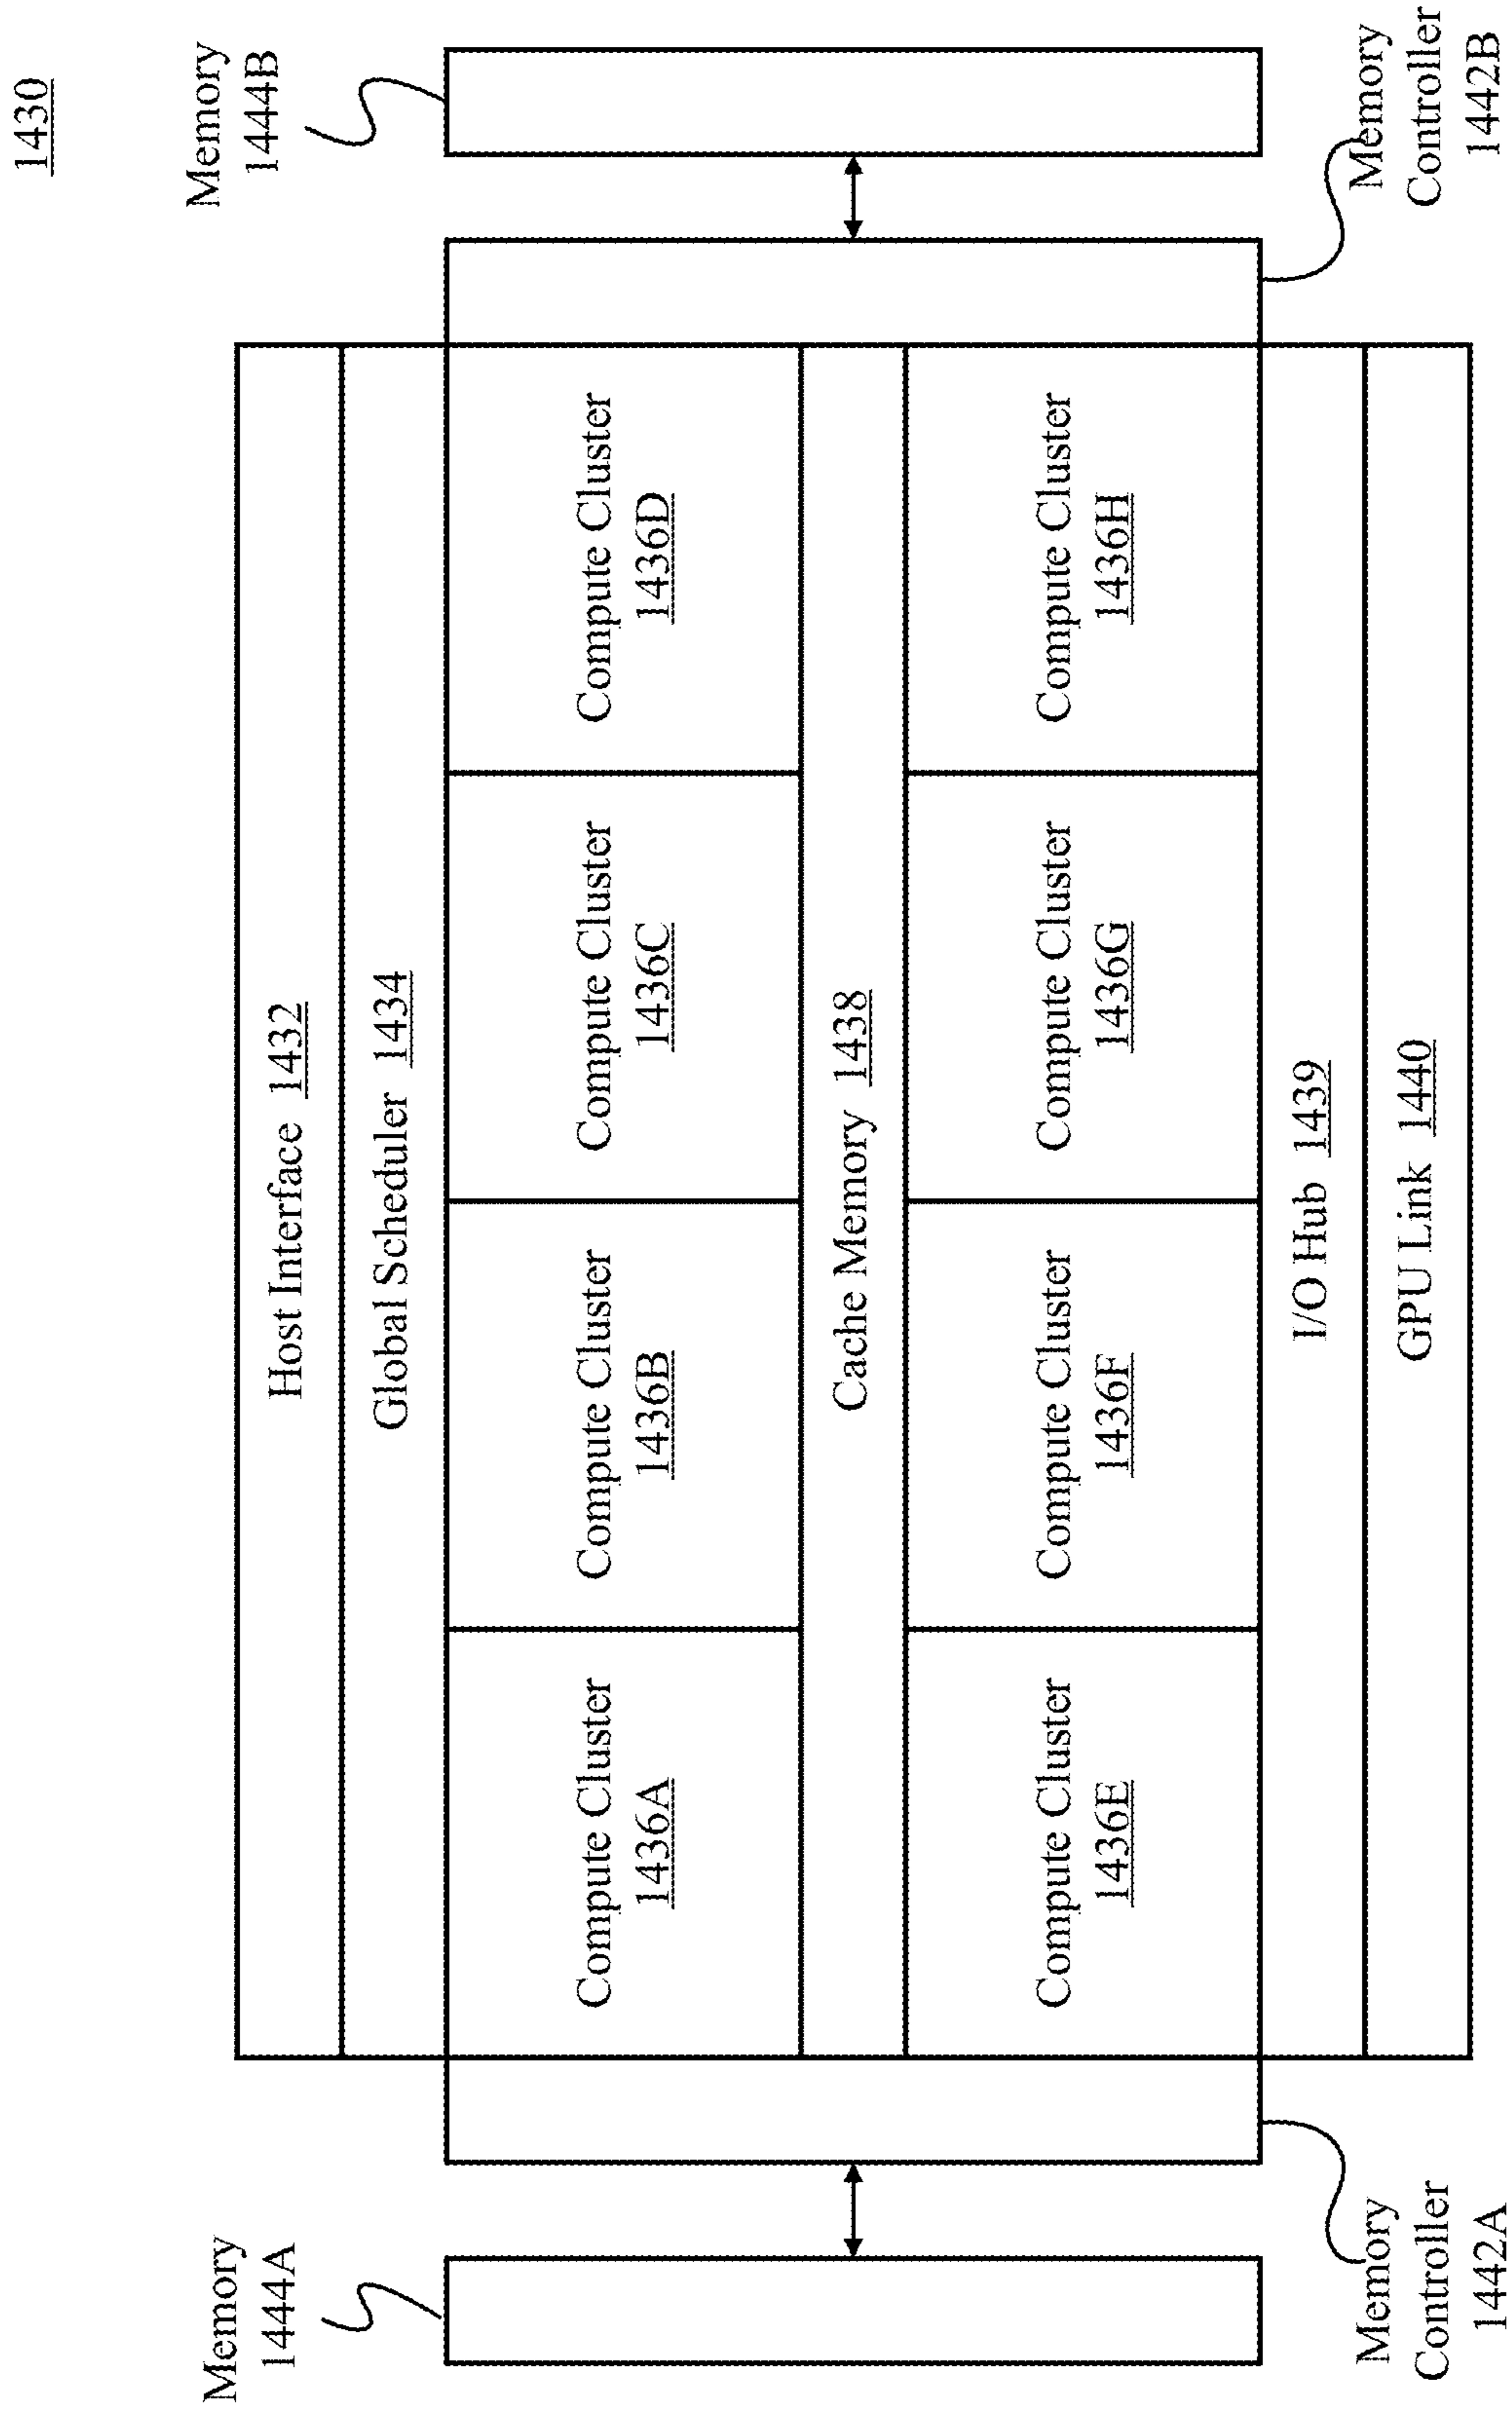 1430
Memory
1444A
Memory
1444B
Host Interface 1432
Global Scheduler 1434
Compute Cluster
1436A
Compute Cluster
1436B
Compute Cluster
1436C
Compute Cluster
1436D
Cache Memory 1438
Compute Cluster
1436E
Compute Cluster
1436F
Compute Cluster
1436G
Compute Cluster
1436H
I/O Hub 1439
GPU Link 1440
Memory
Controller
1442A
Memory
Controller
1442B